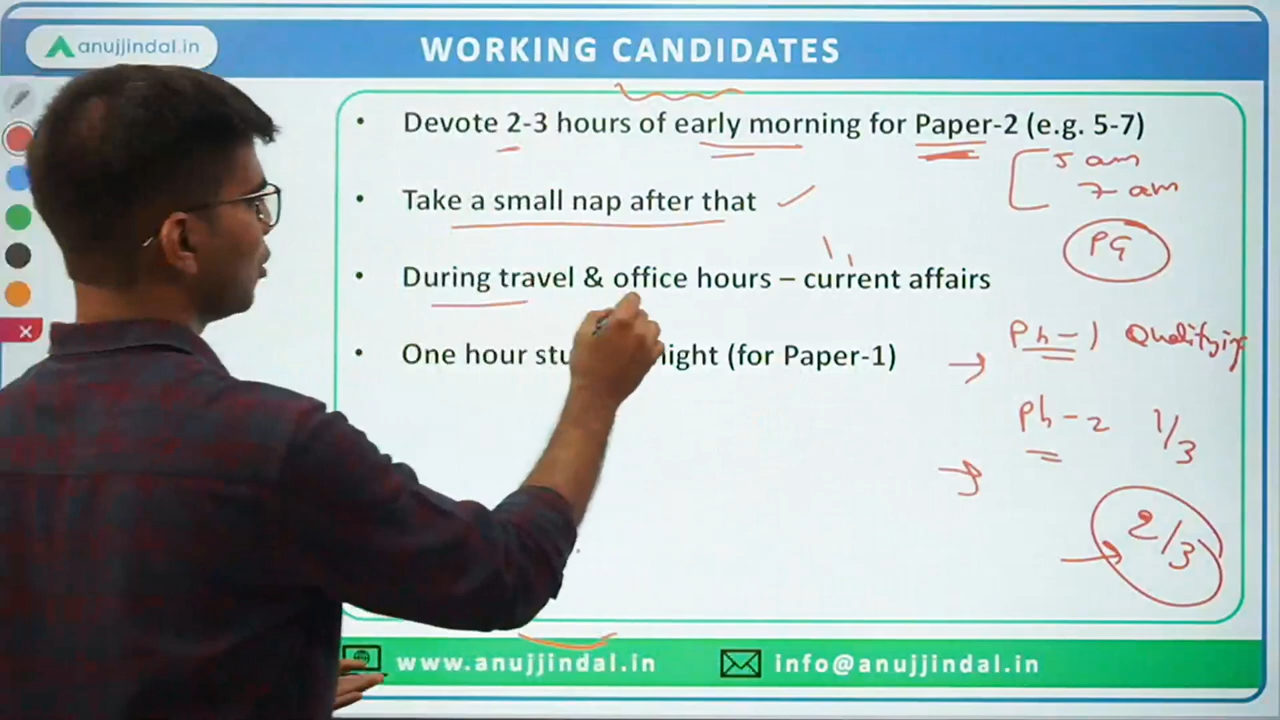 anujjindal.in
WORKING CANDIDATES
• Devote 2-3 hours of early morning for Paper-2 (e.g. 5-7)
5 am
7 am
• Take a small nap after that
PG
• During travel & office hours – current affairs
Ph-1 Qualifying
• One hour night (for Paper-1)
Ph-2 1/3
2/3
www.anujjindal.in
info@anujjindal.in